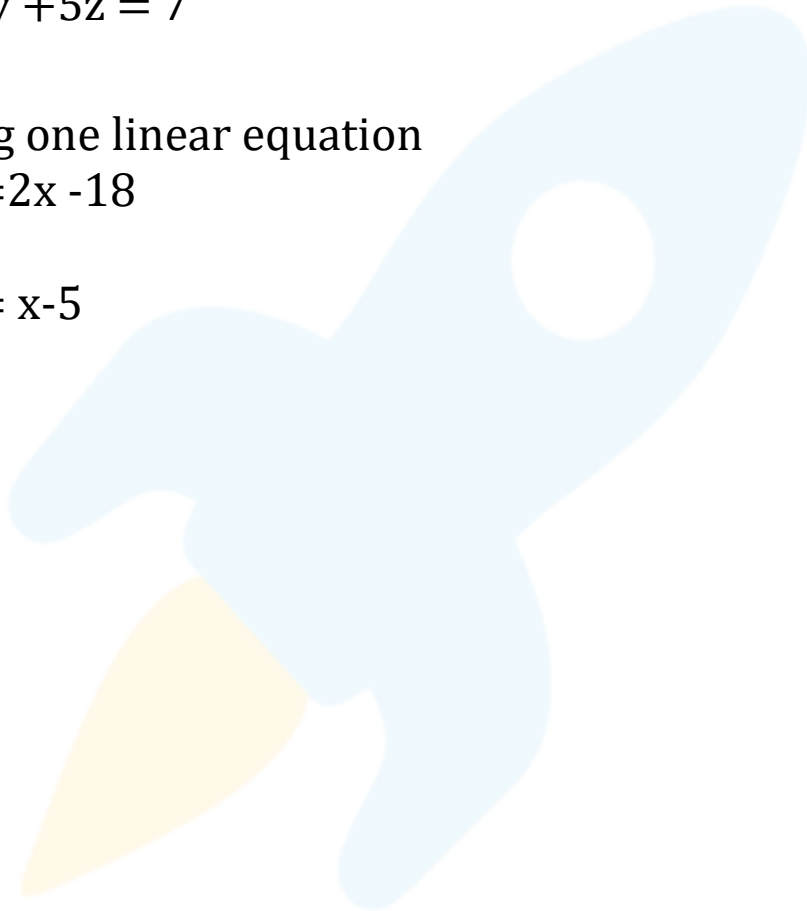 +5z = 7
one linear equation
2x -18
= x-5